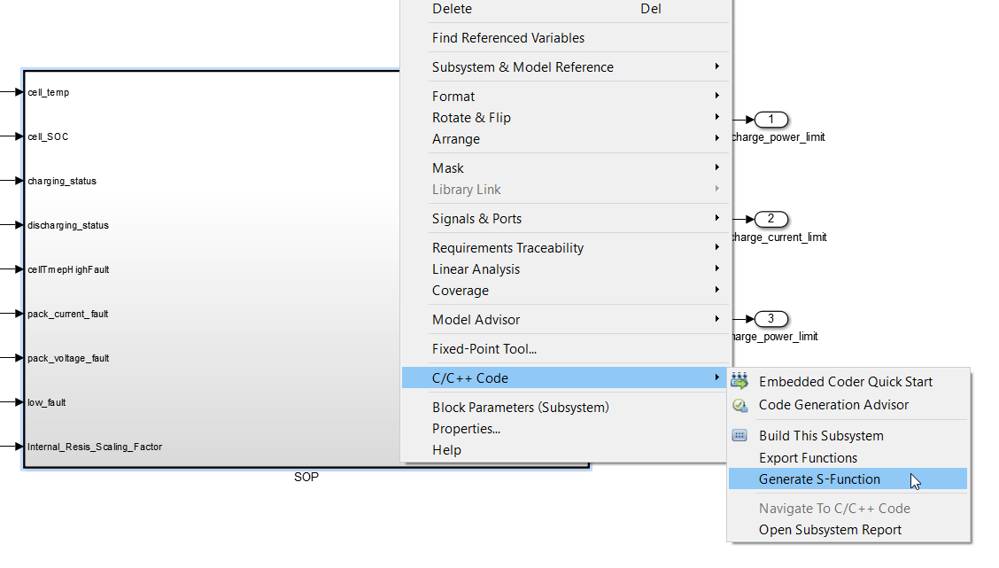 Delete Del
Find Referenced Variables
Subsystem & Model Reference
Format
Rotate & Flip
Arrange
Mask
Library Link
Signals & Ports
Requirements Traceability
Linear Analysis
Coverage
Model Advisor
Fixed-Point Tool...
C/C++ Code
Block Parameters (Subsystem)
Properties...
Help
Embedded Coder Quick Start
Code Generation Advisor
Build This Subsystem
Export Functions
Generate S-Function
Navigate To C/C++ Code
Open Subsystem Report
cell_temp
cell_SOC
charging_status
discharging_status
cellTmepHighFault
pack_current_fault
pack_voltage_fault
low_fault
Internal_Resis_Scaling_Factor
SOP
1
charge_power_limit
2
charge_current_limit
3
harge_power_limit